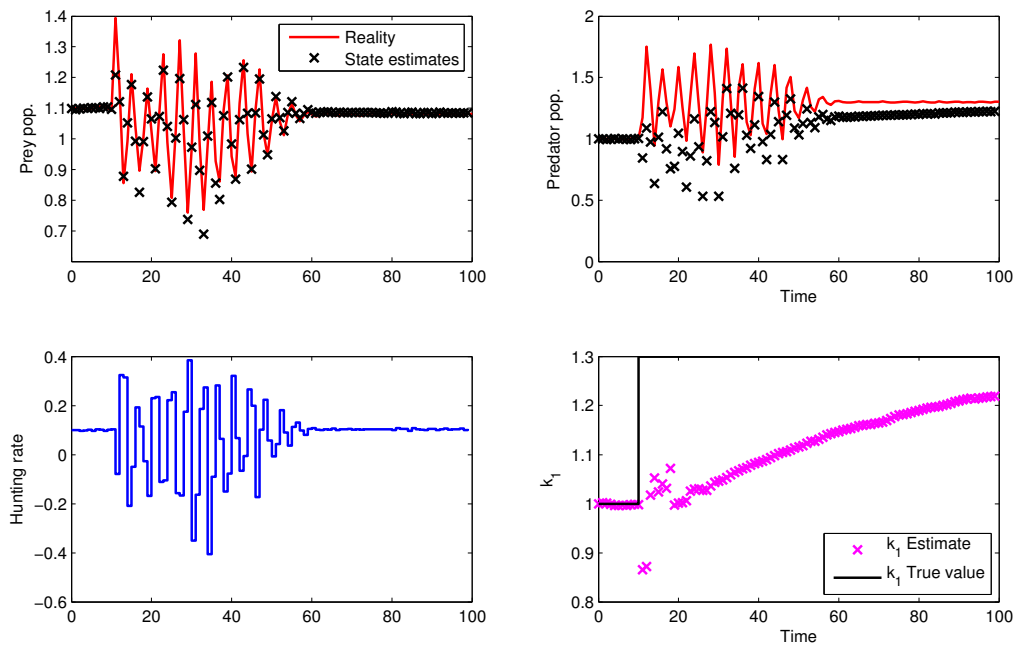 1.4
1.3
1.2
1.1
1
0.9
0.8
0.7
0 20 40 60 80 100
Prey pop.
Reality
State estimates
2
1.5
1
0.5
0
0 20 40 60 80 100
Predator pop.
Time
0.4
0.2
0
−0.2
−0.4
−0.6
0 20 40 60 80 100
Hunting rate
1.3
1.2
1.1
1
0.9
0.8
0 20 40 60 80 100
k₁
k₁ Estimate
k₁ True value
Time